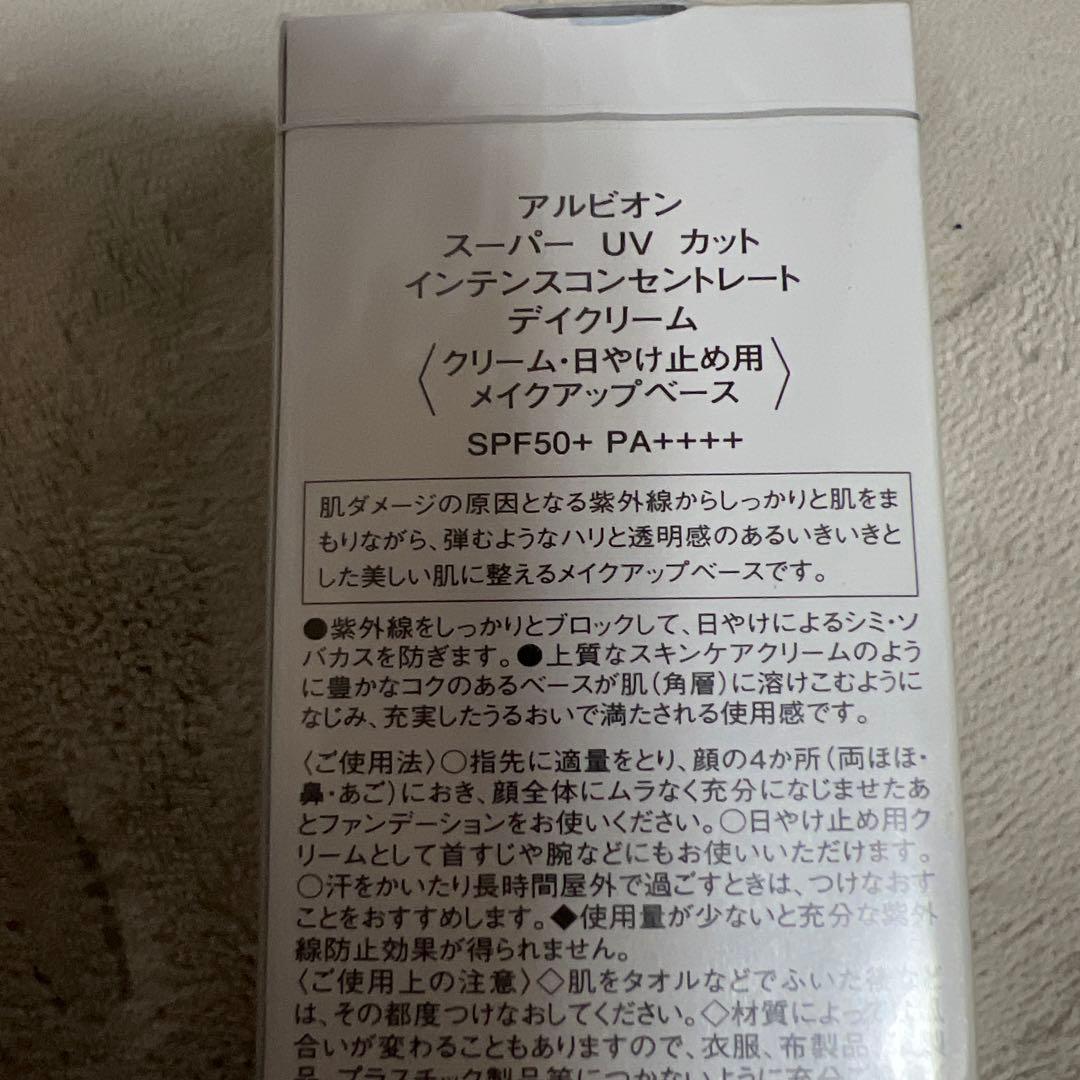 アルビオン
スーパー UV カット
インテンスコンセントレート
デイクリーム
〈クリーム・日やけ止め用
メイクアップベース〉
SPF50+ PA++++
肌ダメージの原因となる紫外線からしっかりと肌をま
もりながら、弾むようなハリと透明感のあるいきいきと
した美しい肌に整えるメイクアップベースです。
●紫外線をしっかりとブロックして、日やけによるシミ・ソ
バカスを防ぎます。●上質なスキンケアクリームのよう
に豊かなコクのあるベースが肌(角層)に溶けこむように
なじみ、充実したうるおいで満たされる使用感です。
〈ご使用法〉○指先に適量をとり、顔の4か所(両ほほ・
鼻・あご)におき、顔全体にムラなく充分になじませたあ
とファンデーションをお使いください。○日やけ止め用ク
リームとして首すじや腕などにもお使いいただけます。
○汗をかいたり長時間屋外で過ごすときは、つけなおす
ことをおすすめします。◆使用量が少ないと充分な紫外
線防止効果が得られません。
〈ご使用上の注意〉◇肌をタオルなどでふいた後
は、その都度つけなおしてください。◇材質によって
合いが変わることもありますので、衣服、布製品
品、プラスチック製品等につかないように充分